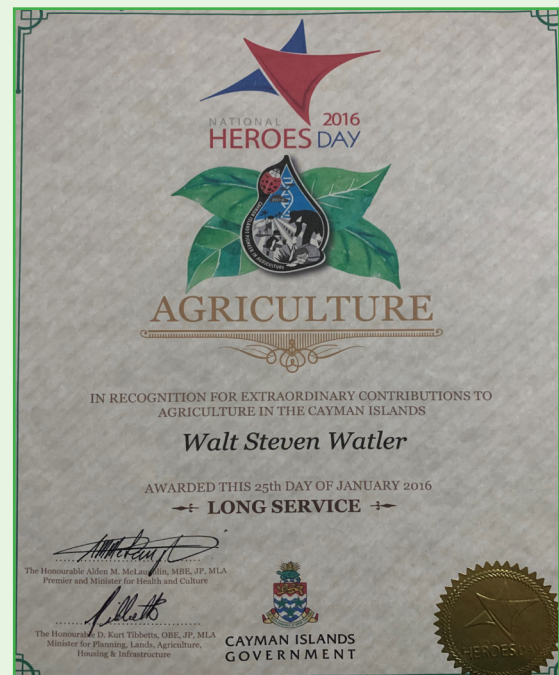 NATIONAL 2016
HEROES DAY
AGRICULTURE
IN RECOGNITION FOR EXTRAORDINARY CONTRIBUTIONS TO
AGRICULTURE IN THE CAYMAN ISLANDS
Walt Steven Watler
AWARDED THIS 25th DAY OF JANUARY 2016
LONG SERVICE
The Honourable Alden M. McLaughlin, MBE, JP, MLA
Premier and Minister for Health and Culture
The Honourable D. Kurt Tibbetts, OBE, JP, MLA
Minister for Planning, Lands, Agriculture,
Housing & Infrastructure
CAYMAN ISLANDS
GOVERNMENT
HEROES DAY